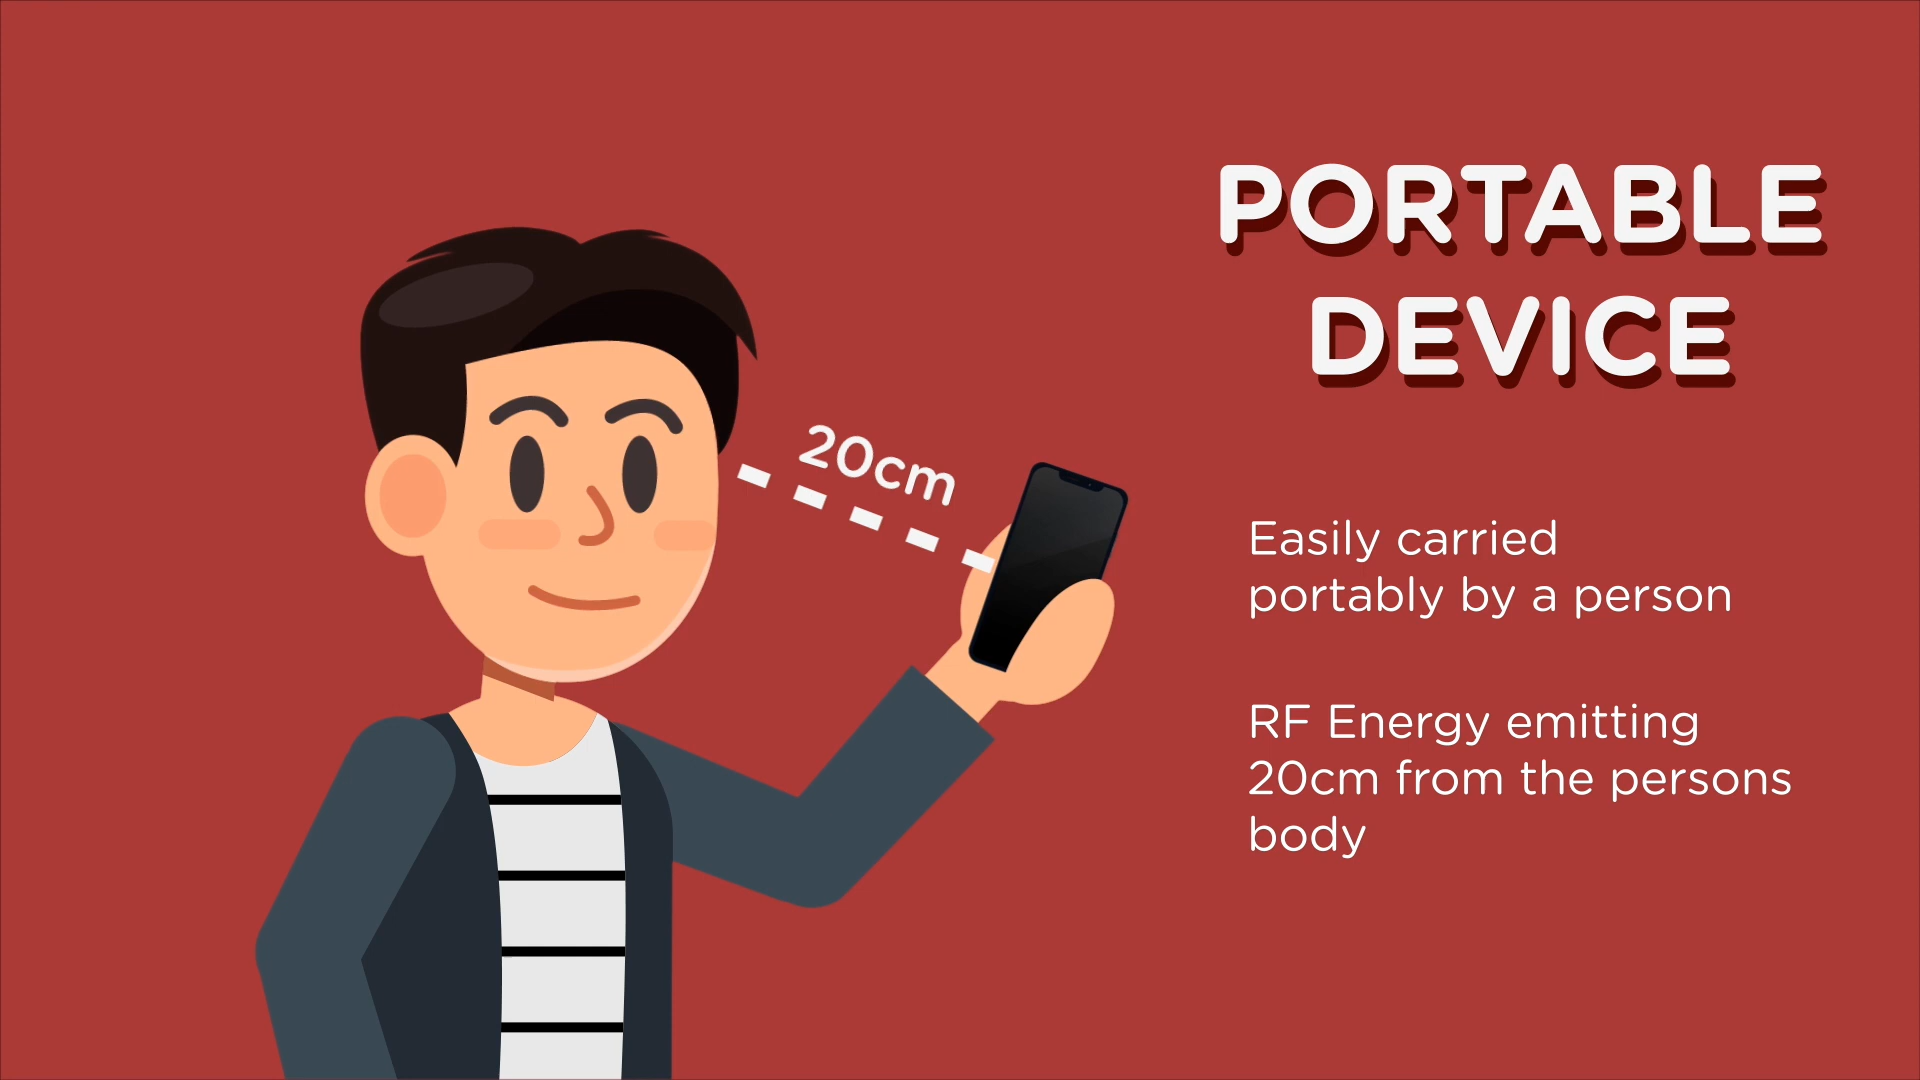 PORTABLE
DEVICE
20cm
Easily carried
portably by a person
RF Energy emitting
20cm from the persons
body